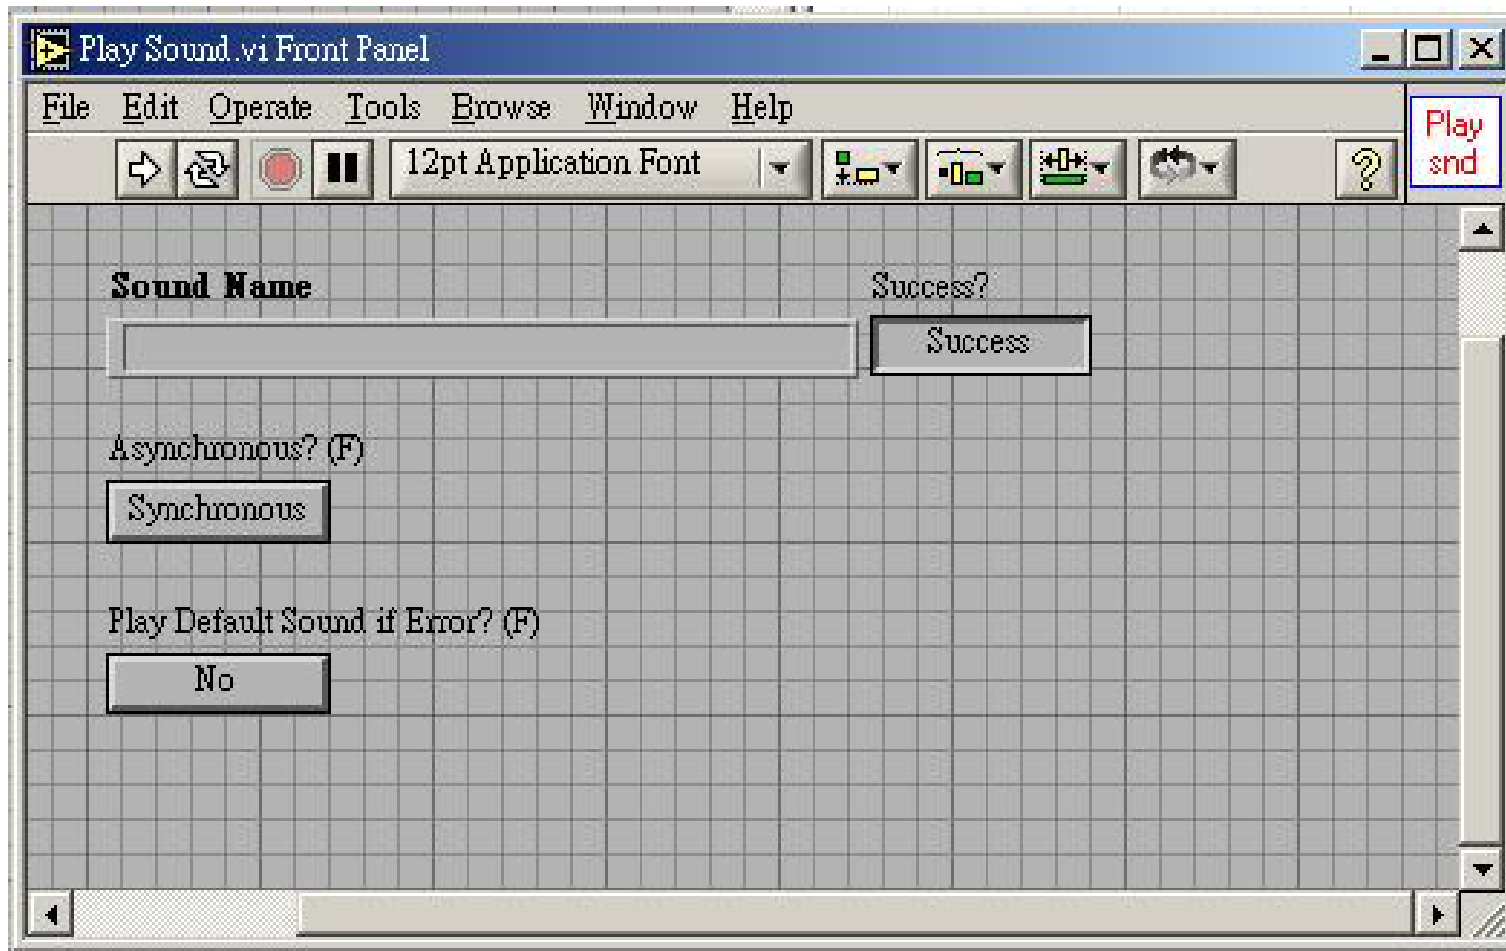 Play Sound.vi Front Panel
File Edit Operate Tools Browse Window Help
12pt Application Font
?
Play
snd
Sound Name
Success?
Success
Asynchronous? (F)
Synchronous
Play Default Sound if Error? (F)
No